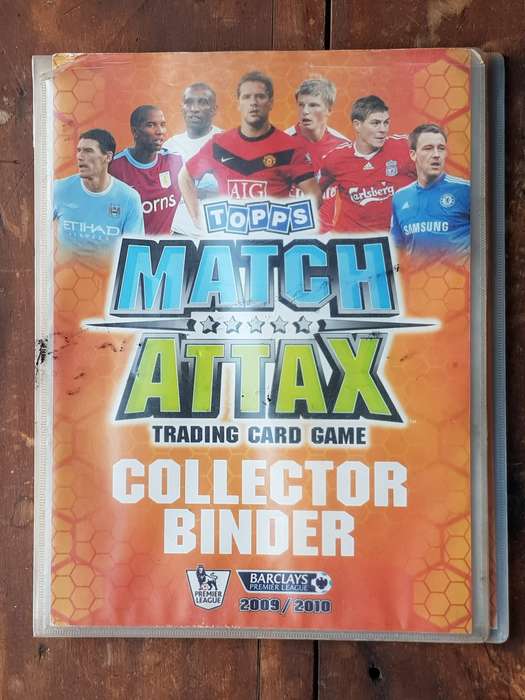 ETIHAD
orns
AIG
Carlsberg
SAMSUNG
TOPPS
MATCH
ATTAX
TRADING CARD GAME
COLLECTOR
BINDER
PREMIER
LEAGUE
BARCLAYS
PREMIER LEAGUE
2009/2010